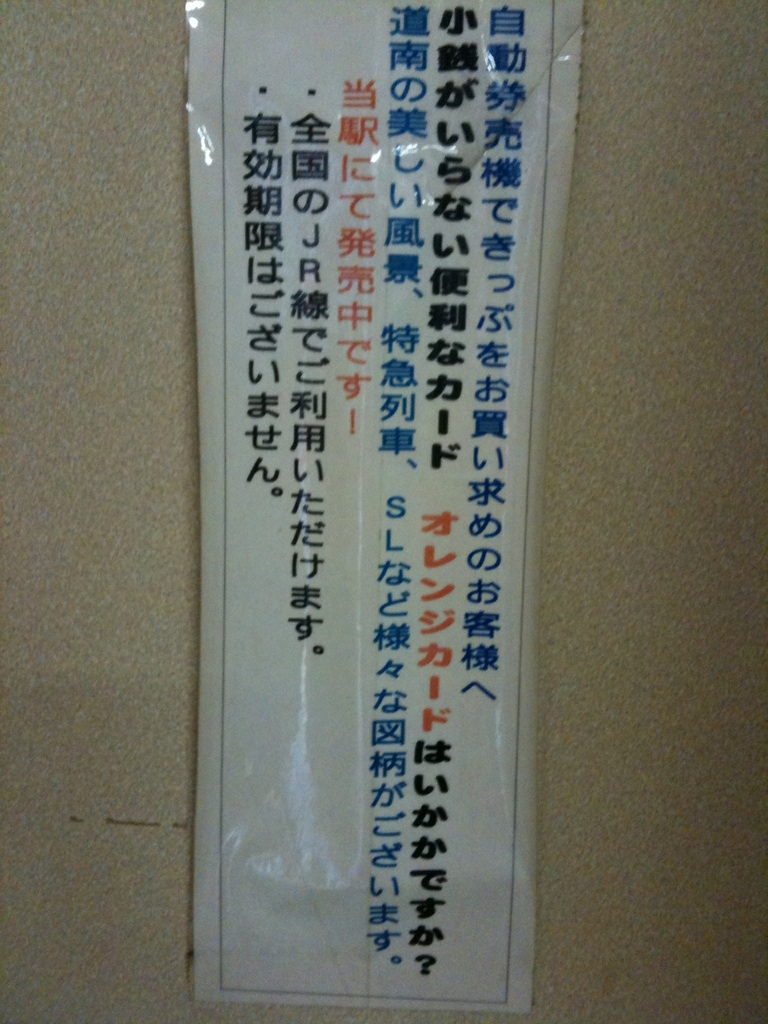 自動券売機できっぷをお買い求めのお客様へ
小銭がいらない便利なカード オレンジカードはいかかですか?
道南の美しい風景、特急列車、SLなど様々な図柄がございます。
当駅にて発売中です!
・全国のJR線でご利用いただけます。
・有効期限はございません。